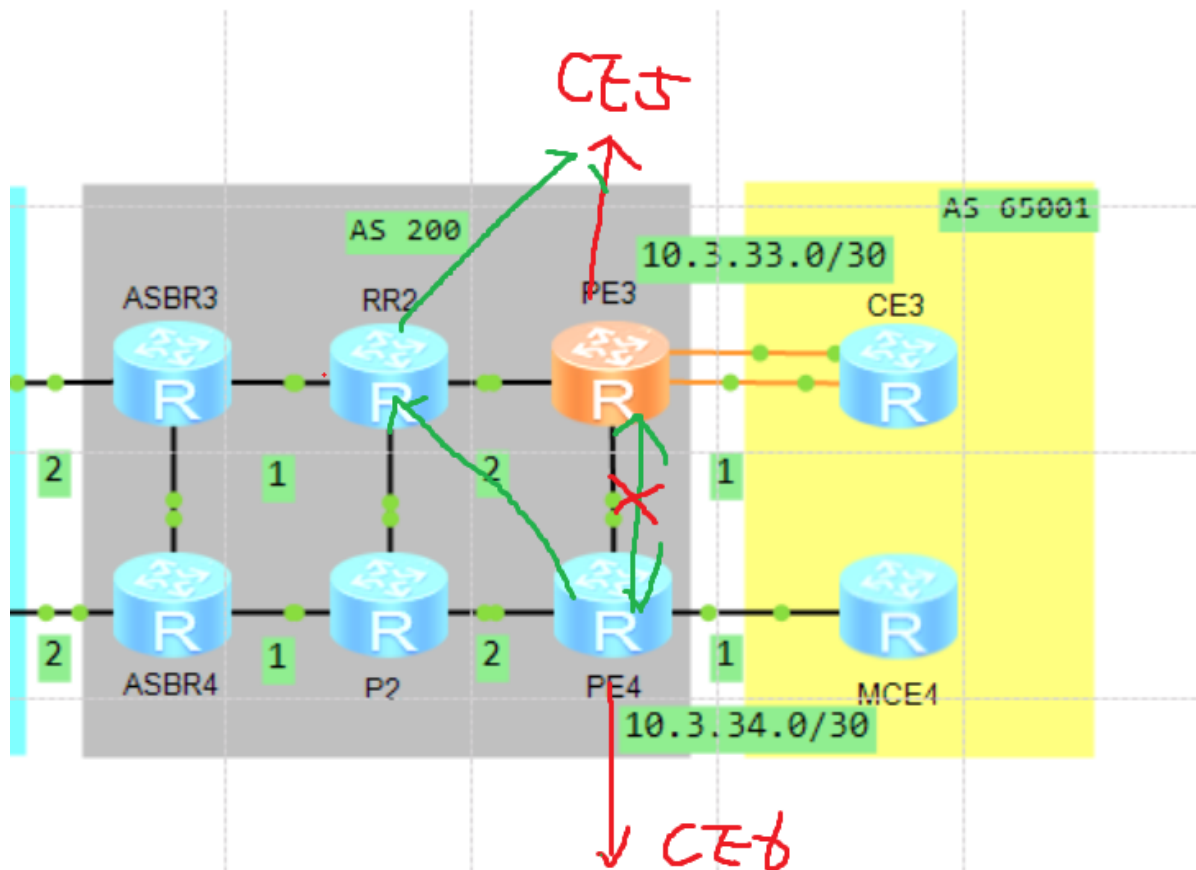 CE5
AS 200
AS 65001
10.3.33.0/30
ASBR3
RR2
PE3
CE3
R
R
R
R
2
1
2
1
R
R
R
R
2
1
2
1
ASBR4
P2
PE4
MCE4
10.3.34.0/30
CE6